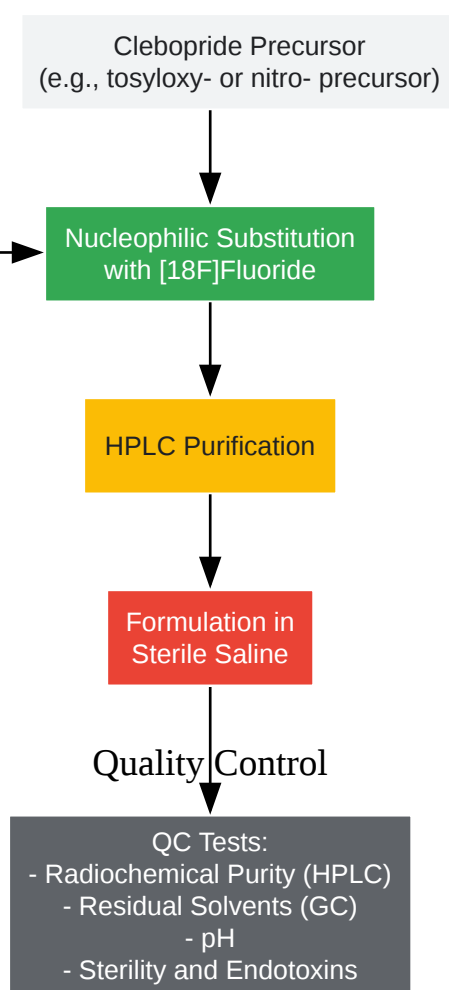 Clebopride Precursor
(e.g., tosyloxy- or nitro- precursor)
Nucleophilic Substitution
with [18F]Fluoride
HPLC Purification
Formulation in
Sterile Saline
Quality Control
QC Tests:
- Radiochemical Purity (HPLC)
- Residual Solvents (GC)
- pH
- Sterility and Endotoxins